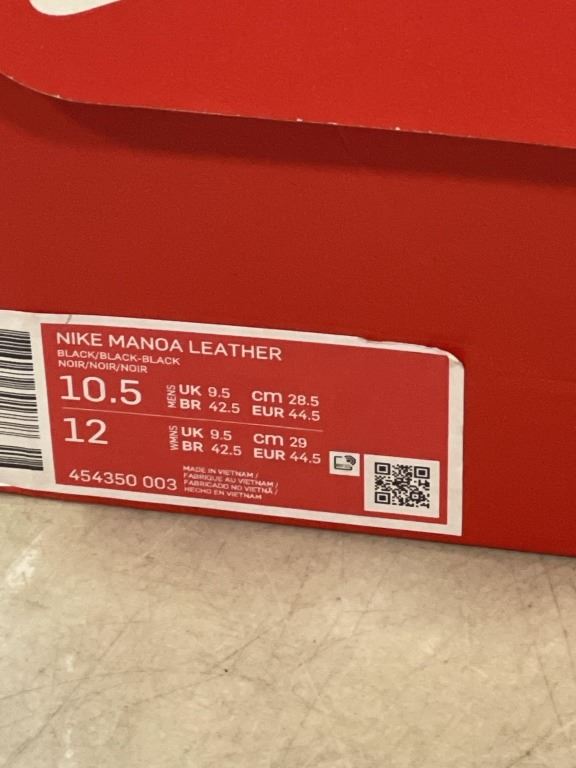 NIKE MANOA LEATHER
BLACK/BLACK-BLACK
NOIR/NOIR/NOIR
10.5 MENS UK 9.5 cm 28.5
BR 42.5 EUR 44.5
12 WMNS UK 9.5 cm 29
BR 42.5 EUR 44.5
454350 003
MADE IN VIETNAM /
FABRIQUE AU VIETNAM /
FABRICADO NO VIETNÃ /
HECHO EN VIETNAM